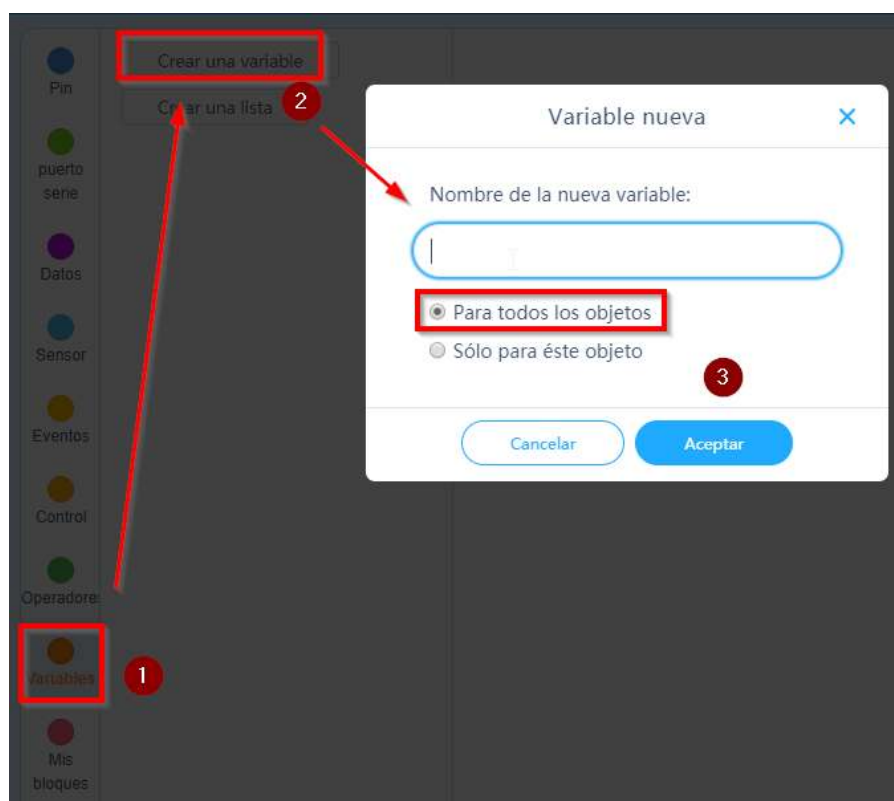 Pin
puerto
serie
Datos
Sensor
Eventos
Control
Operadore
Variables
1
Mis
bloques
Crear una variable
Crear una lista
2
Variable nueva
Nombre de la nueva variable:
Para todos los objetos
Sólo para éste objeto
3
Cancelar
Aceptar